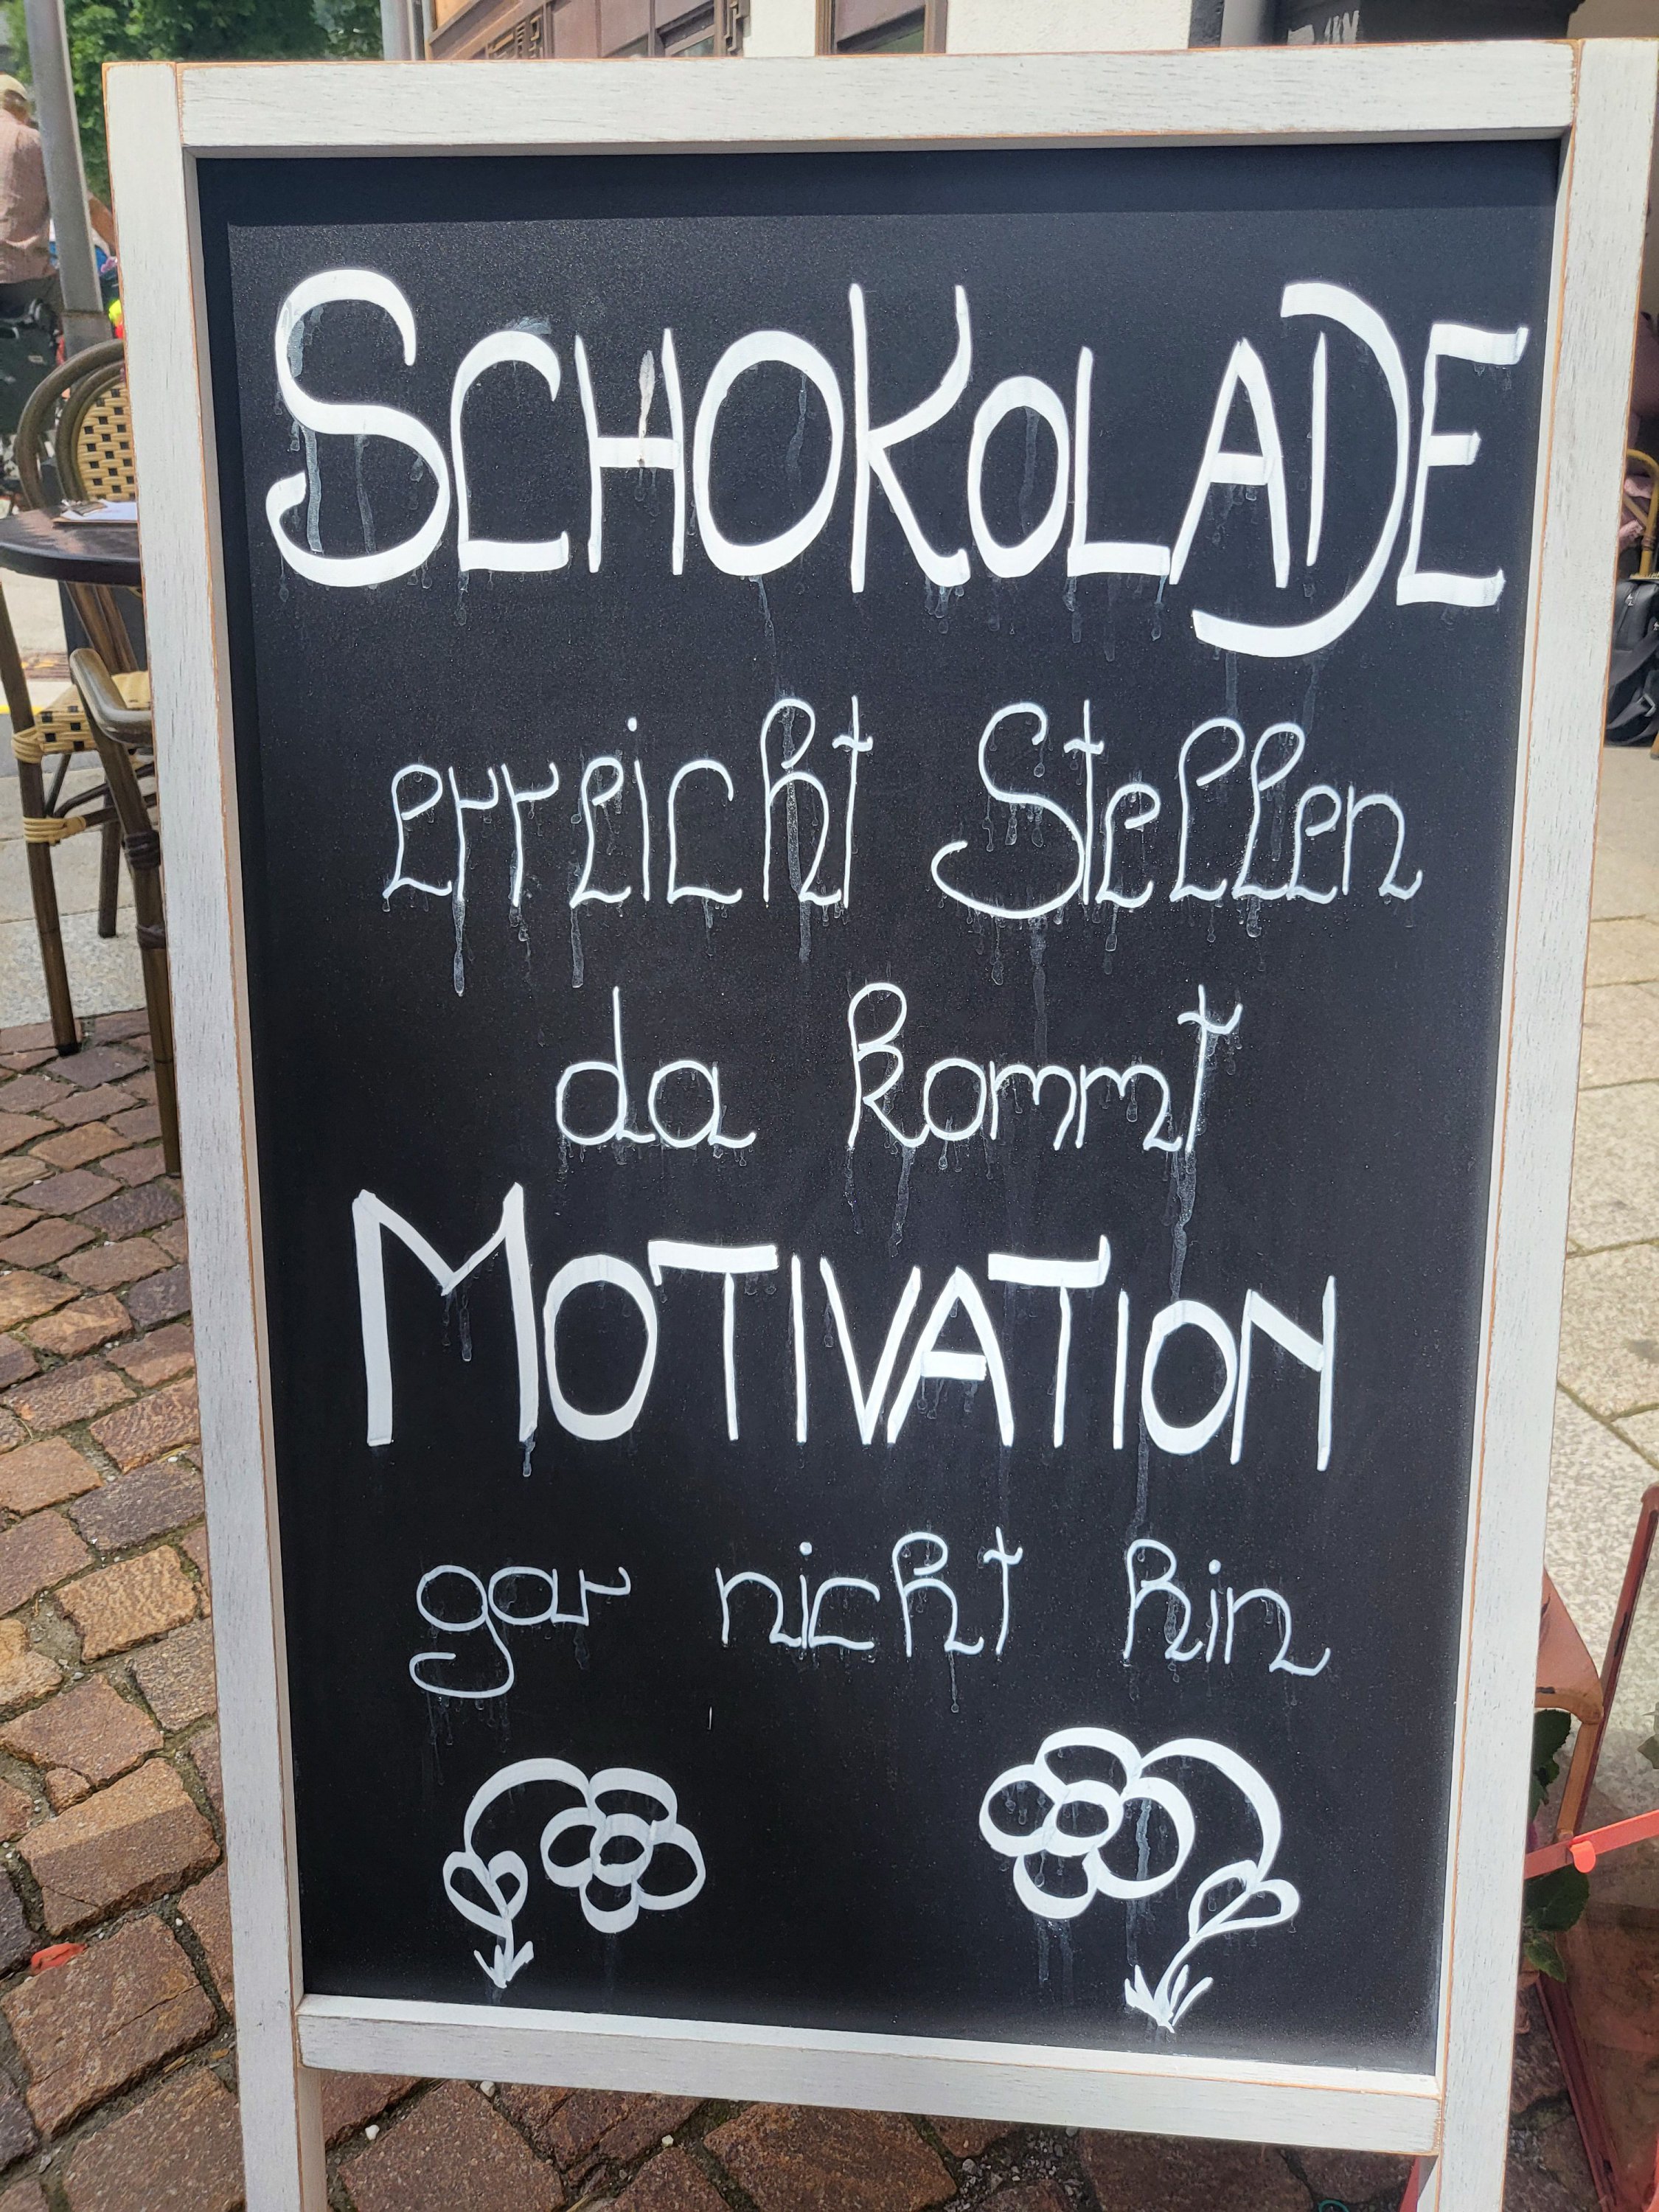 SCHOKOLADE
erreicht Stellen
da kommt
MOTIVATION
gar nicht hin